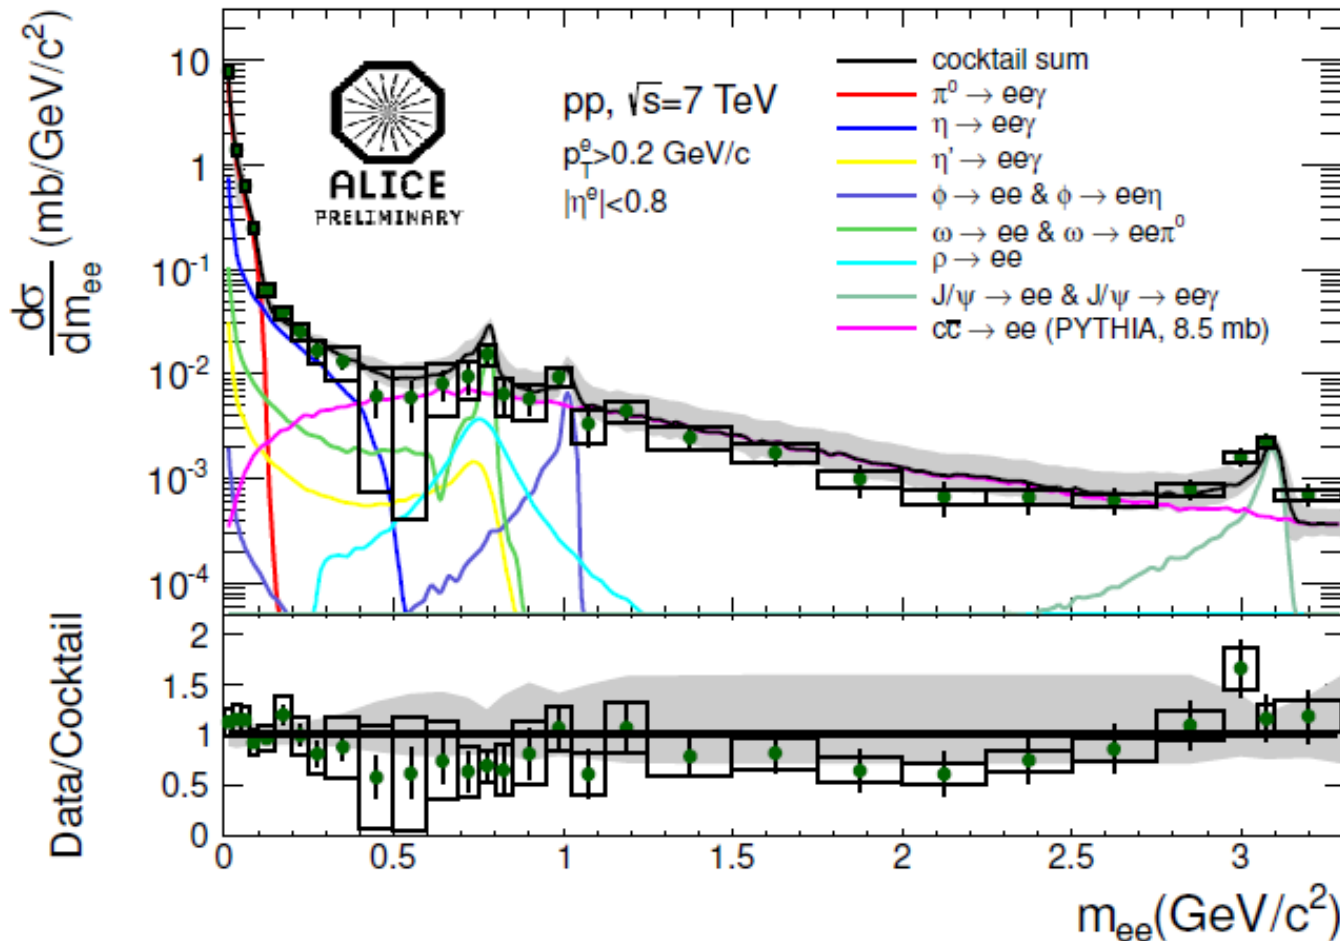 dσ/dm_ee (mb/GeV/c²)
10
1
10⁻¹
10⁻²
10⁻³
10⁻⁴
ALICE
PRELIMINARY
pp, √s=7 TeV
p_T^e>0.2 GeV/c
|η^e|<0.8
cocktail sum
π⁰ → eeγ
η → eeγ
η' → eeγ
ϕ → ee & ϕ → eeη
ω → ee & ω → eeπ⁰
ρ → ee
J/ψ → ee & J/ψ → eeγ
cc̅ → ee (PYTHIA, 8.5 mb)
Data/Cocktail
2
1.5
1
0.5
0
0 0.5 1 1.5 2 2.5 3
m_ee(GeV/c²)